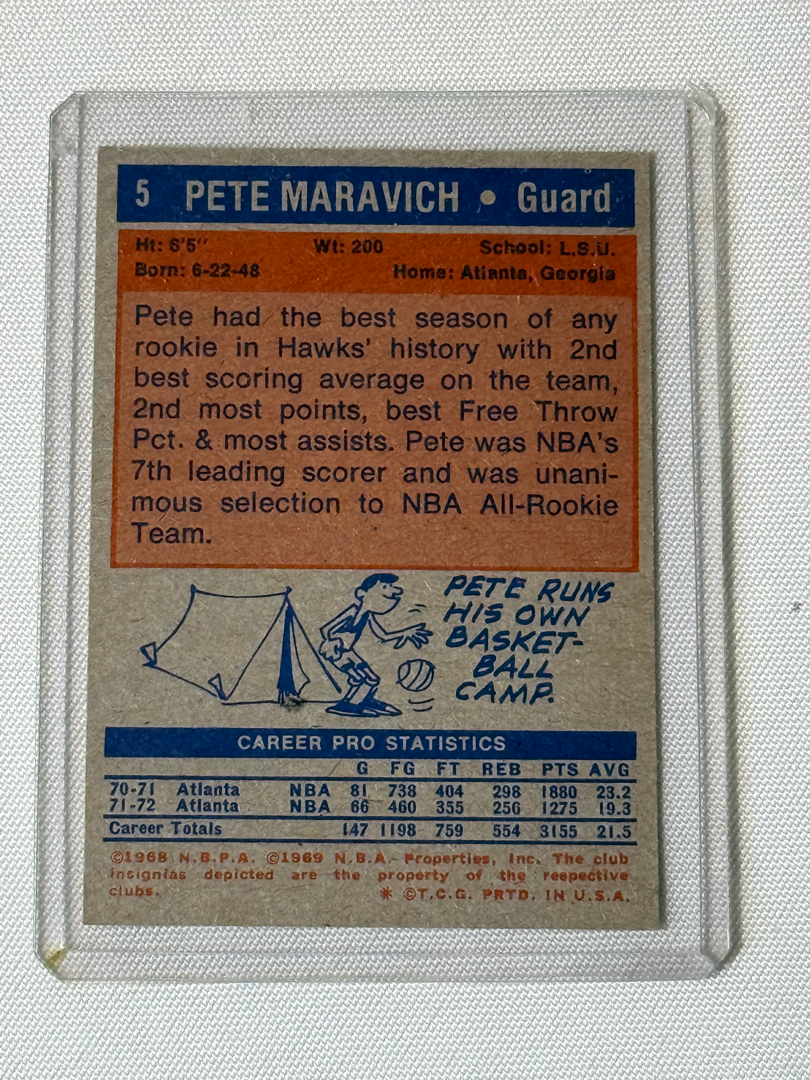 5 PETE MARAVICH • Guard
Ht: 6'5" Wt: 200 School: L.S.U.
Born: 6-22-48 Home: Atlanta, Georgia
Pete had the best season of any
rookie in Hawks' history with 2nd
best scoring average on the team,
2nd most points, best Free Throw
Pct. & most assists. Pete was NBA's
7th leading scorer and was unani-
mous selection to NBA All-Rookie
Team.
PETE RUNS
HIS OWN
BASKET-
BALL
CAMP.
CAREER PRO STATISTICS
G FG FT REB PTS AVG
70-71 Atlanta NBA 81 738 404 298 1880 23.2
71-72 Atlanta NBA 66 460 355 256 1275 19.3
Career Totals 147 1198 759 554 3155 21.5
©1968 N.B.P.A. ©1969 N.B.A. Properties, Inc. The club
insignias depicted are the property of the respective
clubs. * ©T.C.G. PRTD. IN U.S.A.